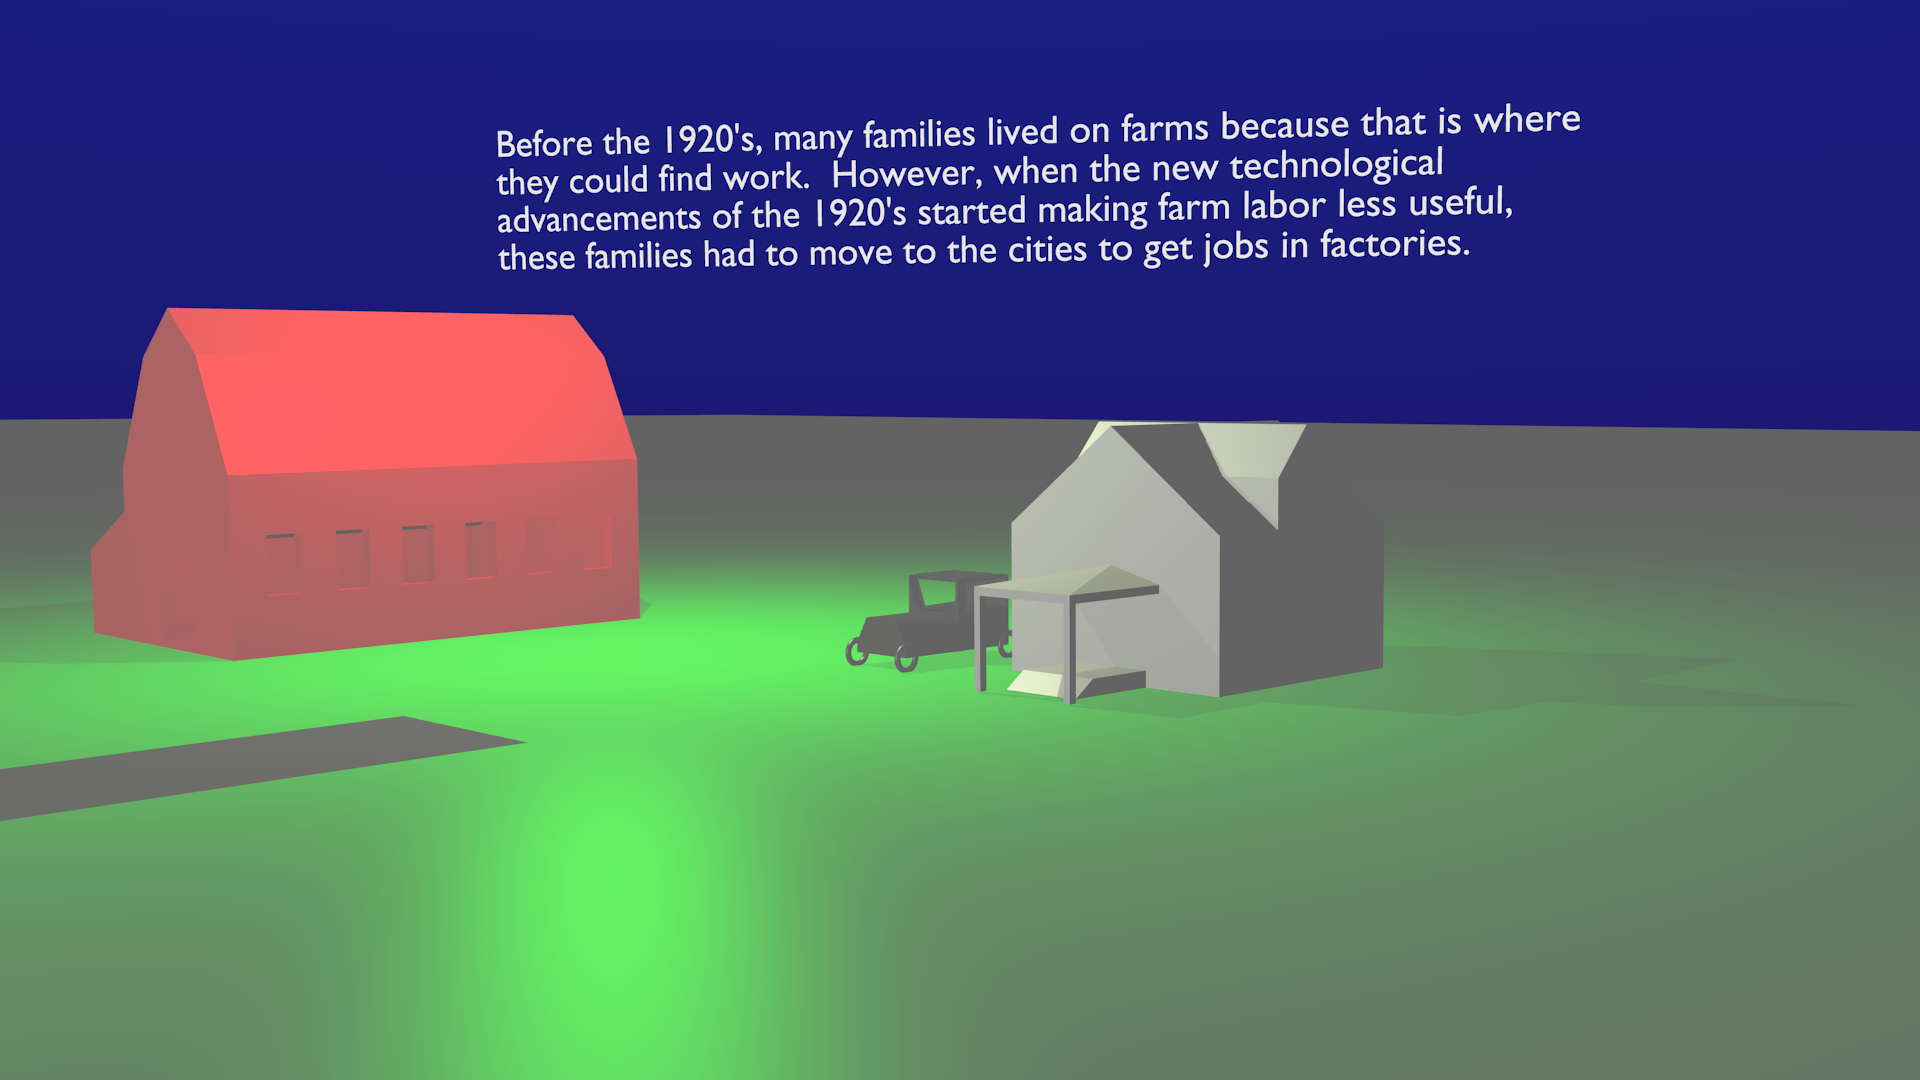 Before the 1920's, many families lived on farms because that is where
they could find work.  However, when the new technological
advancements of the 1920's started making farm labor less useful,
these families had to move to the cities to get jobs in factories.